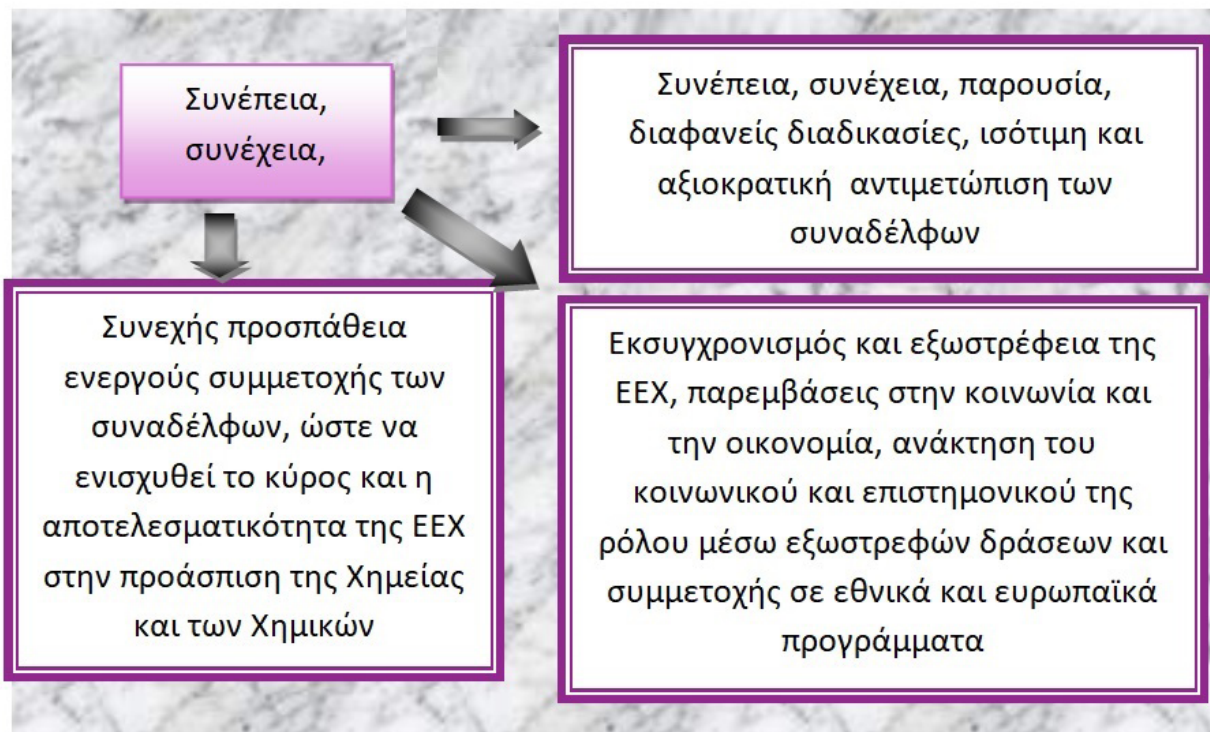 Συνέπεια,
συνέχεια,
Συνέπεια, συνέχεια, παρουσία,
διαφανείς διαδικασίες, ισότιμη και
αξιοκρατική αντιμετώπιση των
συναδέλφων
Συνεχής προσπάθεια
ενεργούς συμμετοχής των
συναδέλφων, ώστε να
ενισχυθεί το κύρος και η
αποτελεσματικότητα της ΕΕΧ
στην προάσπιση της Χημείας
και των Χημικών
Εκσυγχρονισμός και εξωστρέφεια της
ΕΕΧ, παρεμβάσεις στην κοινωνία και
την οικονομία, ανάκτηση του
κοινωνικού και επιστημονικού της
ρόλου μέσω εξωστρεφών δράσεων και
συμμετοχής σε εθνικά και ευρωπαϊκά
προγράμματα